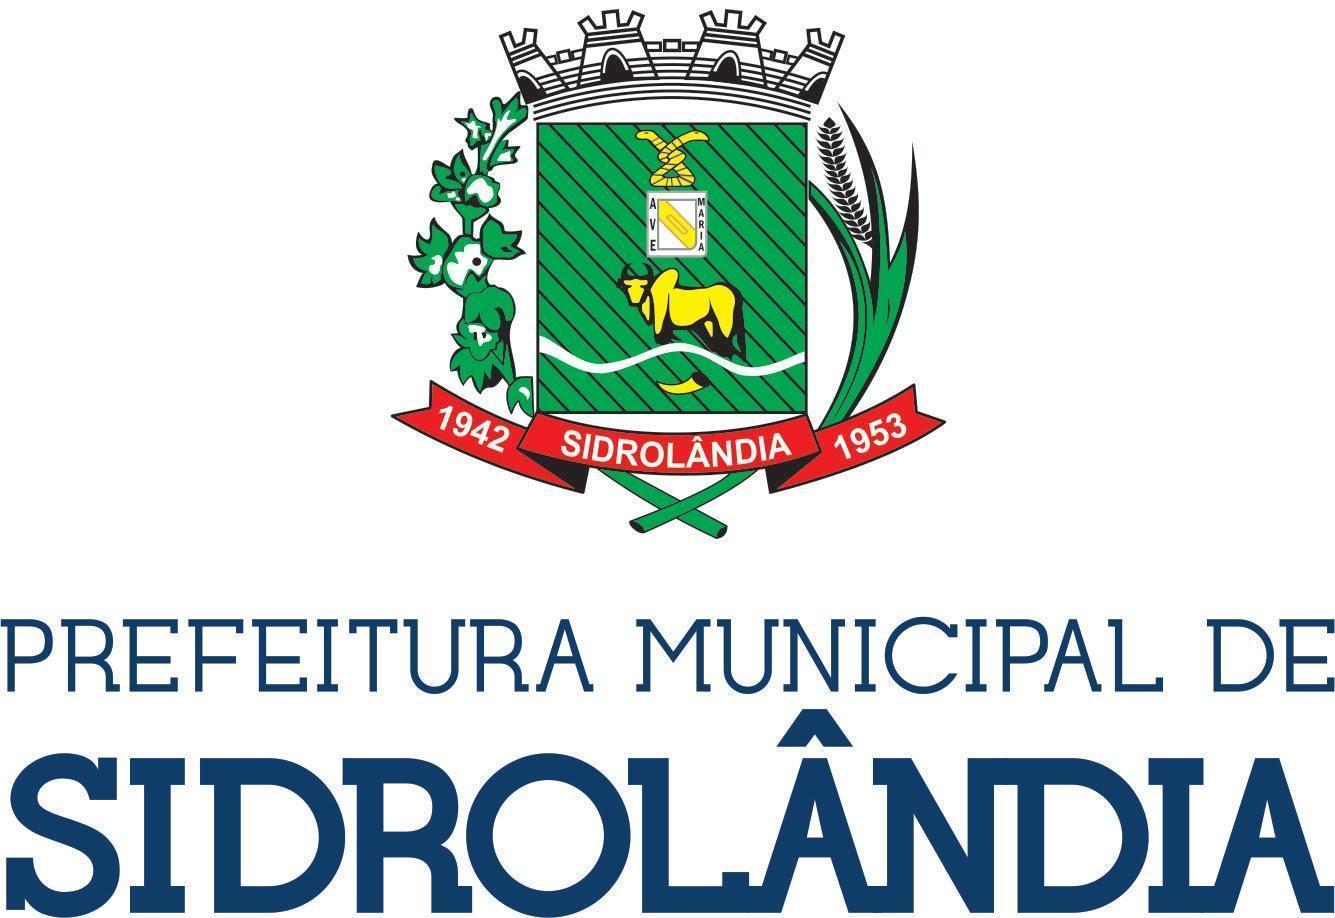 AVE MARIA
1942 SIDROLÂNDIA 1953
PREFEITURA MUNICIPAL DE
SIDROLÂNDIA